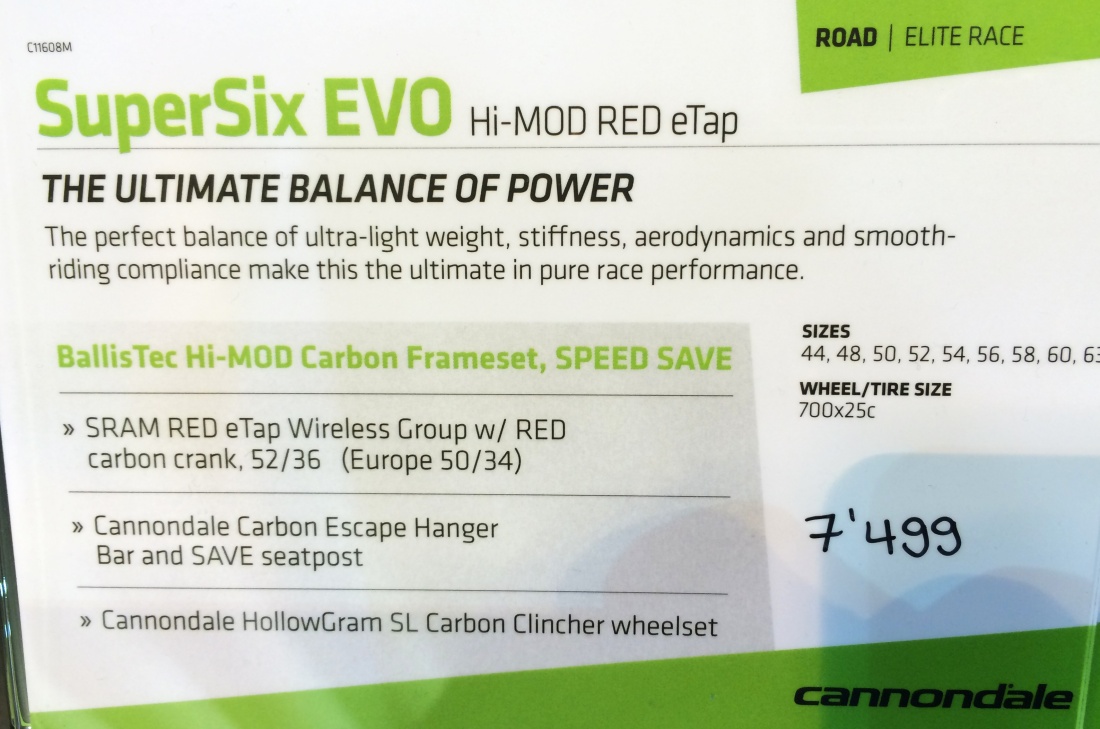 C11608M
ROAD | ELITE RACE
SuperSix EVO Hi-MOD RED eTap
THE ULTIMATE BALANCE OF POWER
The perfect balance of ultra-light weight, stiffness, aerodynamics and smooth-
riding compliance make this the ultimate in pure race performance.
BallisTec Hi-MOD Carbon Frameset, SPEED SAVE
» SRAM RED eTap Wireless Group w/ RED
carbon crank, 52/36 (Europe 50/34)
» Cannondale Carbon Escape Hanger
Bar and SAVE seatpost
» Cannondale HollowGram SL Carbon Clincher wheelset
SIZES
44, 48, 50, 52, 54, 56, 58, 60, 63
WHEEL/TIRE SIZE
700x25c
7'499
cannondale